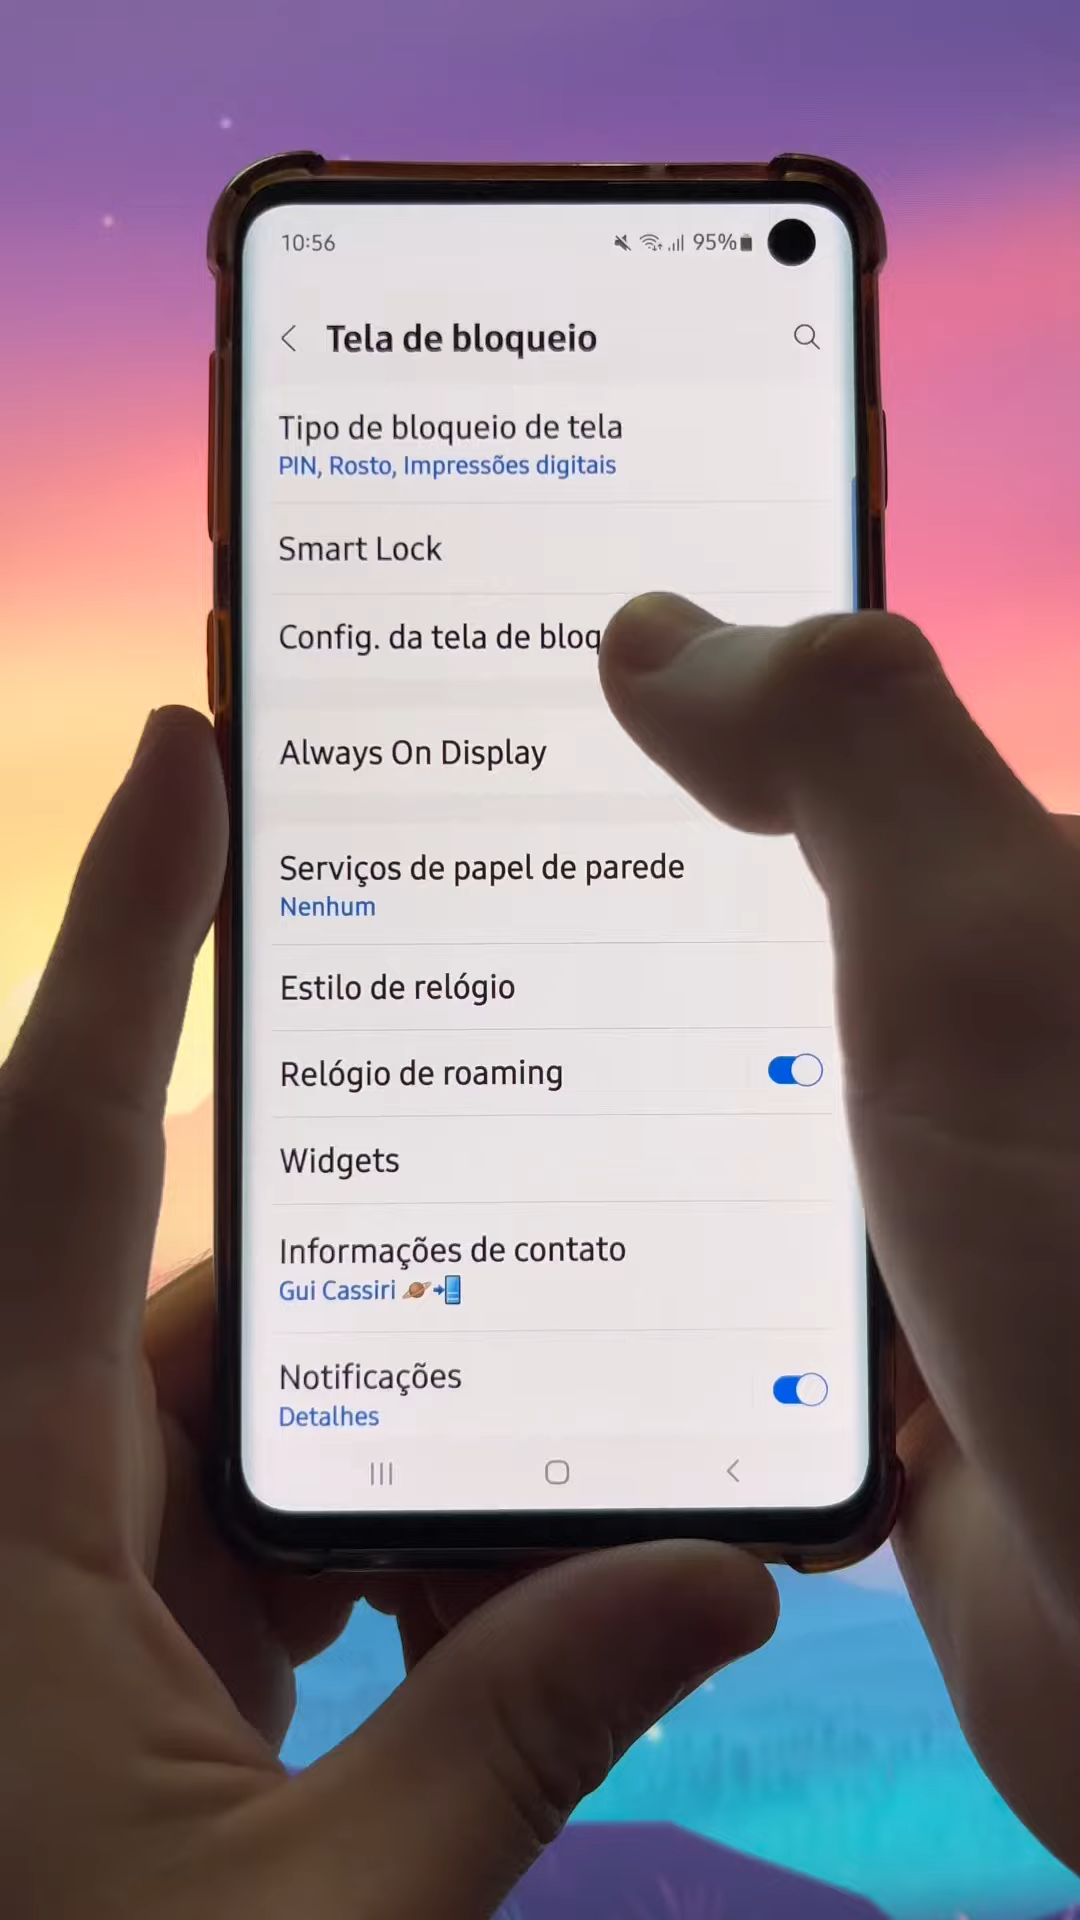 10:56
95%
Tela de bloqueio
Tipo de bloqueio de tela
PIN, Rosto, Impressões digitais
Smart Lock
Config. da tela de bloq
Always On Display
Serviços de papel de parede
Nenhum
Estilo de relógio
Relógio de roaming
Widgets
Informações de contato
Gui Cassiri 🪐📲
Notificações
Detalhes